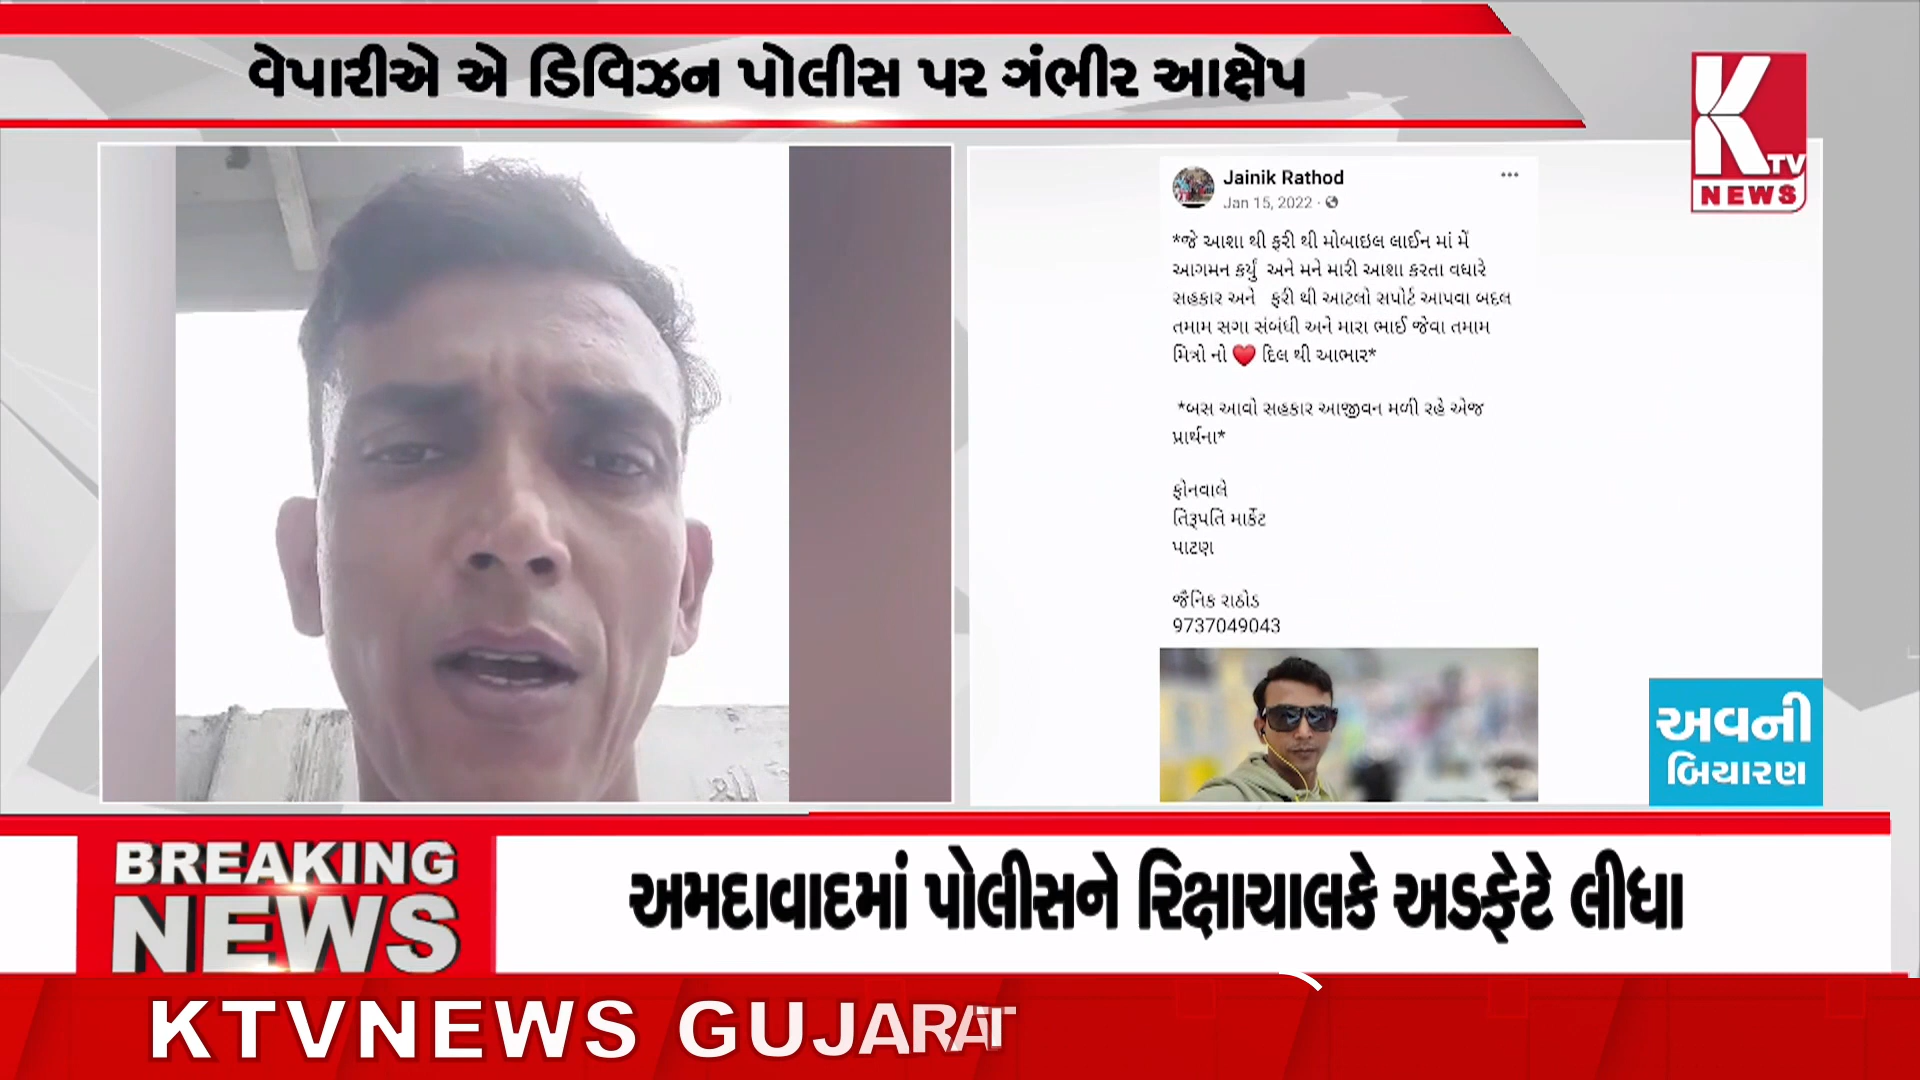 વેપારીએ એ ડિવિઝન પોલીસ પર ગંભીર આક્ષેપ
K
TV
NEWS
Jainik Rathod
Jan 15, 2022
*જે આશા થી ફરી થી મોબાઇલ લાઈન માં મેં
આગમન કર્યું અને મને મારી આશા કરતા વધારે
સહકાર અને ફરી થી આટલો સપોર્ટ આપવા બદલ
તમામ સગા સંબંધી અને મારા ભાઈ જેવા તમામ
મિત્રો નો ❤️ દિલ થી આભાર*
*બસ આવો સહકાર આજીવન મળી રહે એજ
પ્રાર્થના*
ફોનવાલે
તિરૂપતિ માર્કેટ
પાટણ
જૈનિક રાઠોડ
9737049043
અવની
બિચારણ
BREAKING
NEWS
અમદાવાદમાં પોલીસને રિક્ષાચાલકે અડફેટે લીધા
KTVNEWS GUJARAT